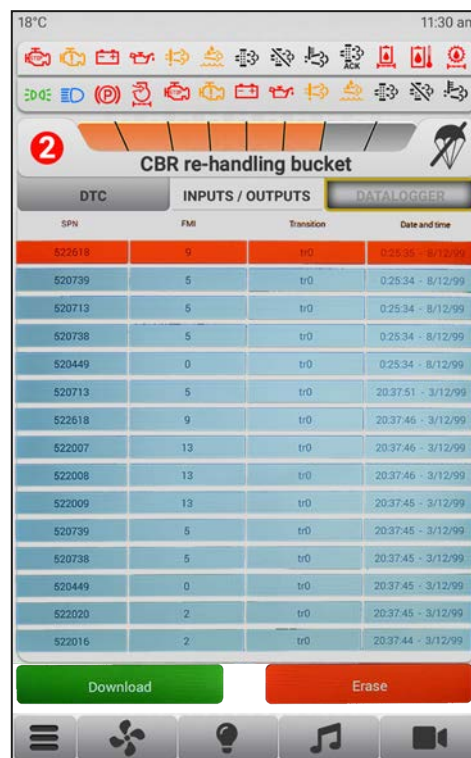 18°C 11:30 am
STOP STOP ACK
STOP
2
CBR re-handling bucket
DTC INPUTS / OUTPUTS DATALOGGER
SPN FMI Transition Date and time
522618 9 tr0 0:25:35 - 8/12/99
520739 5 tr0 0:25:34 - 8/12/99
520713 5 tr0 0:25:34 - 8/12/99
520738 5 tr0 0:25:34 - 8/12/99
520449 0 tr0 0:25:34 - 8/12/99
520713 5 tr0 20:37:51 - 3/12/99
522618 9 tr0 20:37:46 - 3/12/99
522007 13 tr0 20:37:46 - 3/12/99
522008 13 tr0 20:37:46 - 3/12/99
522009 13 tr0 20:37:45 - 3/12/99
520739 5 tr0 20:37:45 - 3/12/99
520738 5 tr0 20:37:45 - 3/12/99
520449 0 tr0 20:37:45 - 3/12/99
522020 2 tr0 20:37:45 - 3/12/99
522016 2 tr0 20:37:44 - 3/12/99
Download Erase